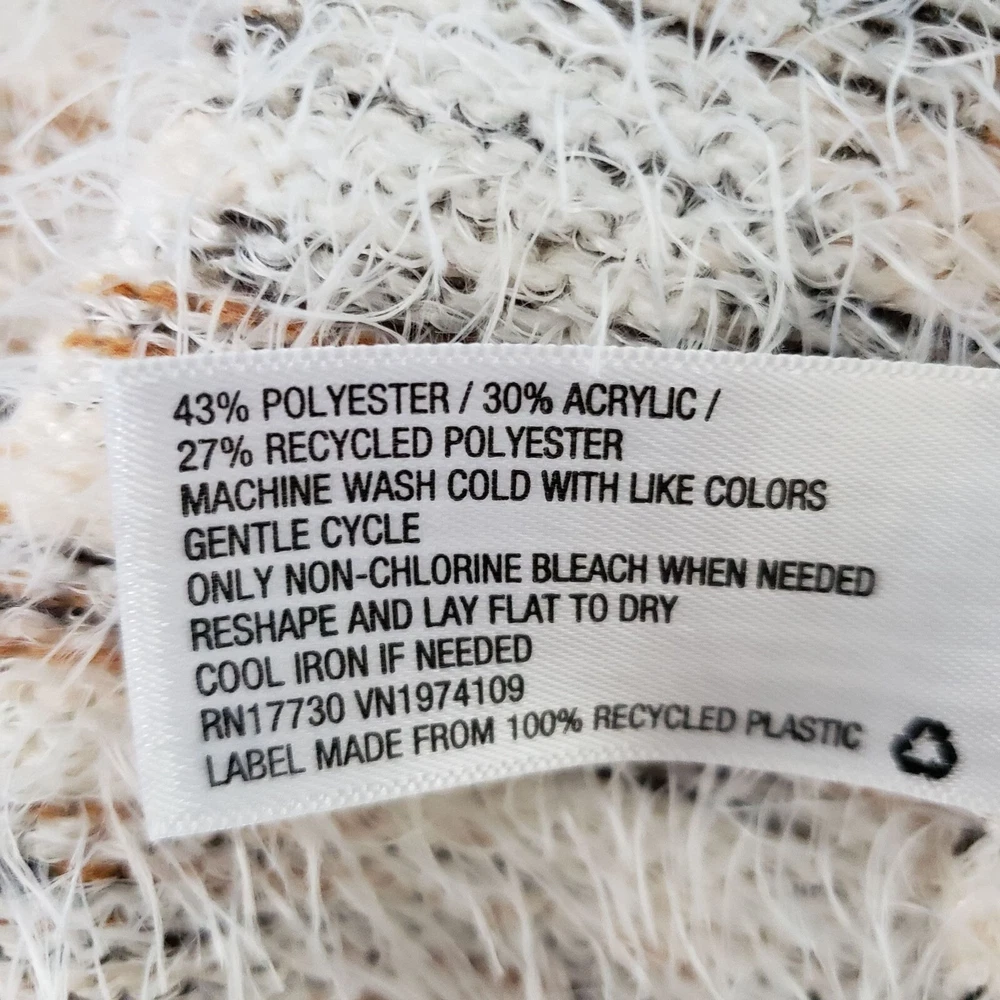 43% POLYESTER / 30% ACRYLIC /
27% RECYCLED POLYESTER
MACHINE WASH COLD WITH LIKE COLORS
GENTLE CYCLE
ONLY NON-CHLORINE BLEACH WHEN NEEDED
RESHAPE AND LAY FLAT TO DRY
COOL IRON IF NEEDED
RN17730 VN1974109
LABEL MADE FROM 100% RECYCLED PLASTIC